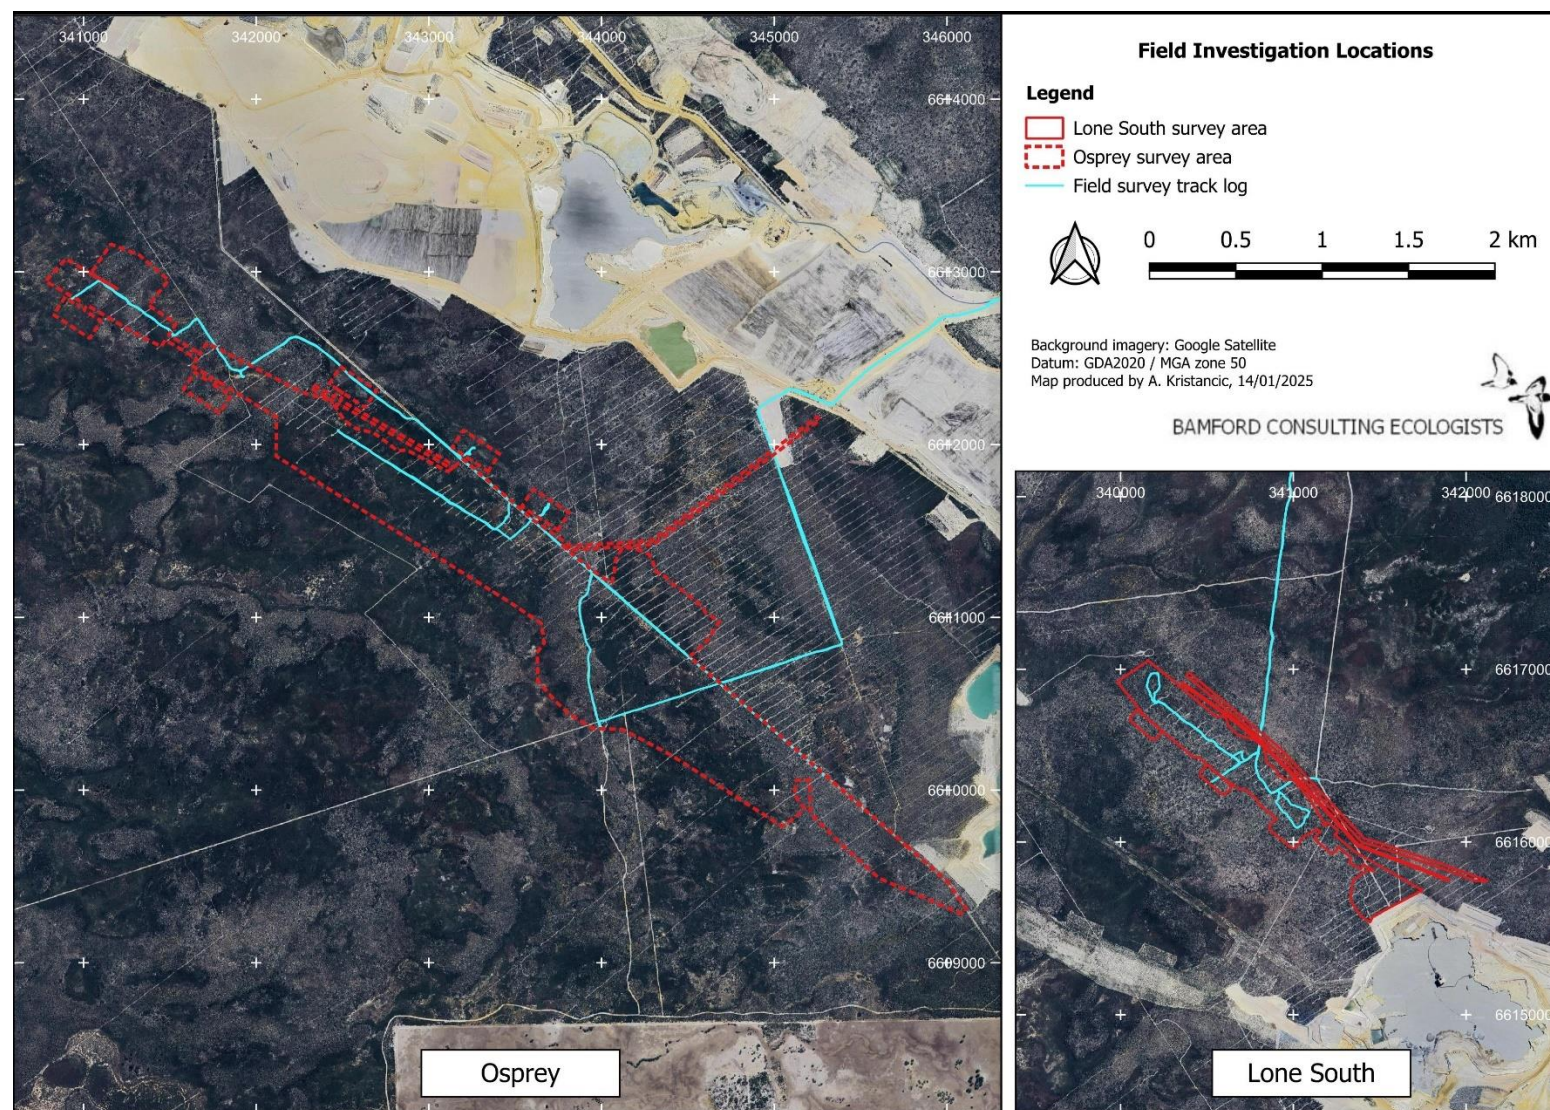 341000 342000 343000 344000 345000 346000
6614000
6613000
6612000
6611000
6610000
6609000
Osprey
Field Investigation Locations
Legend
Lone South survey area
Osprey survey area
Field survey track log
0 0.5 1 1.5 2 km
Background imagery: Google Satellite
Datum: GDA2020 / MGA zone 50
Map produced by A. Kristancic, 14/01/2025
BAMFORD CONSULTING ECOLOGISTS
340000 341000 342000
6618000
6617000
6616000
6615000
Lone South